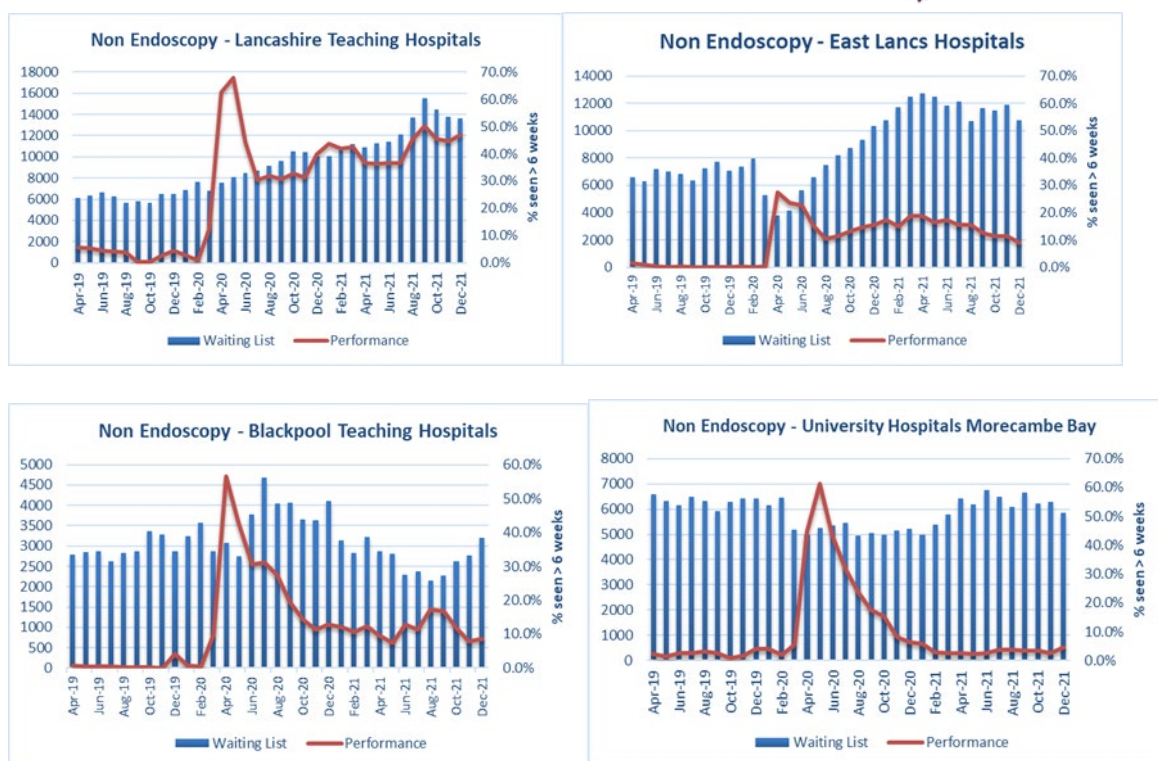 Non Endoscopy - Lancashire Teaching Hospitals
18000
16000
14000
12000
10000
8000
6000
4000
2000
0
70.0%
60.0%
50.0%
40.0%
30.0%
20.0%
10.0%
0.0%
% seen > 6 weeks
Apr-19
Jun-19
Aug-19
Oct-19
Dec-19
Feb-20
Apr-20
Jun-20
Aug-20
Oct-20
Dec-20
Feb-21
Apr-21
Jun-21
Aug-21
Oct-21
Dec-21
Waiting List Performance
Non Endoscopy - East Lancs Hospitals
14000
12000
10000
8000
6000
4000
2000
0
70.0%
60.0%
50.0%
40.0%
30.0%
20.0%
10.0%
0.0%
% seen > 6 weeks
Apr-19
Jun-19
Aug-19
Oct-19
Dec-19
Feb-20
Apr-20
Jun-20
Aug-20
Oct-20
Dec-20
Feb-21
Apr-21
Jun-21
Aug-21
Oct-21
Dec-21
Waiting List Performance
Non Endoscopy - Blackpool Teaching Hospitals
5000
4500
4000
3500
3000
2500
2000
1500
1000
500
0
60.0%
50.0%
40.0%
30.0%
20.0%
10.0%
0.0%
% seen > 6 weeks
Apr-19
Jun-19
Aug-19
Oct-19
Dec-19
Feb-20
Apr-20
Jun-20
Aug-20
Oct-20
Dec-20
Feb-21
Apr-21
Jun-21
Aug-21
Oct-21
Dec-21
Waiting List Performance
Non Endoscopy - University Hospitals Morecambe Bay
8000
7000
6000
5000
4000
3000
2000
1000
0
70.0%
60.0%
50.0%
40.0%
30.0%
20.0%
10.0%
0.0%
% seen > 6 weeks
Apr-19
Jun-19
Aug-19
Oct-19
Dec-19
Feb-20
Apr-20
Jun-20
Aug-20
Oct-20
Dec-20
Feb-21
Apr-21
Jun-21
Aug-21
Oct-21
Dec-21
Waiting List Performance